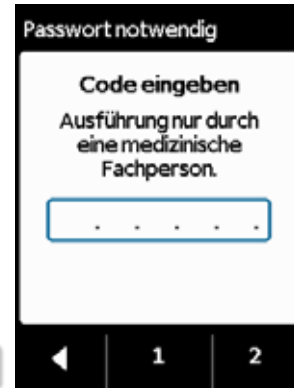 Passwort notwendig
Code eingeben
Ausführung nur durch
eine medizinische
Fachperson.
. . . . .
1 2